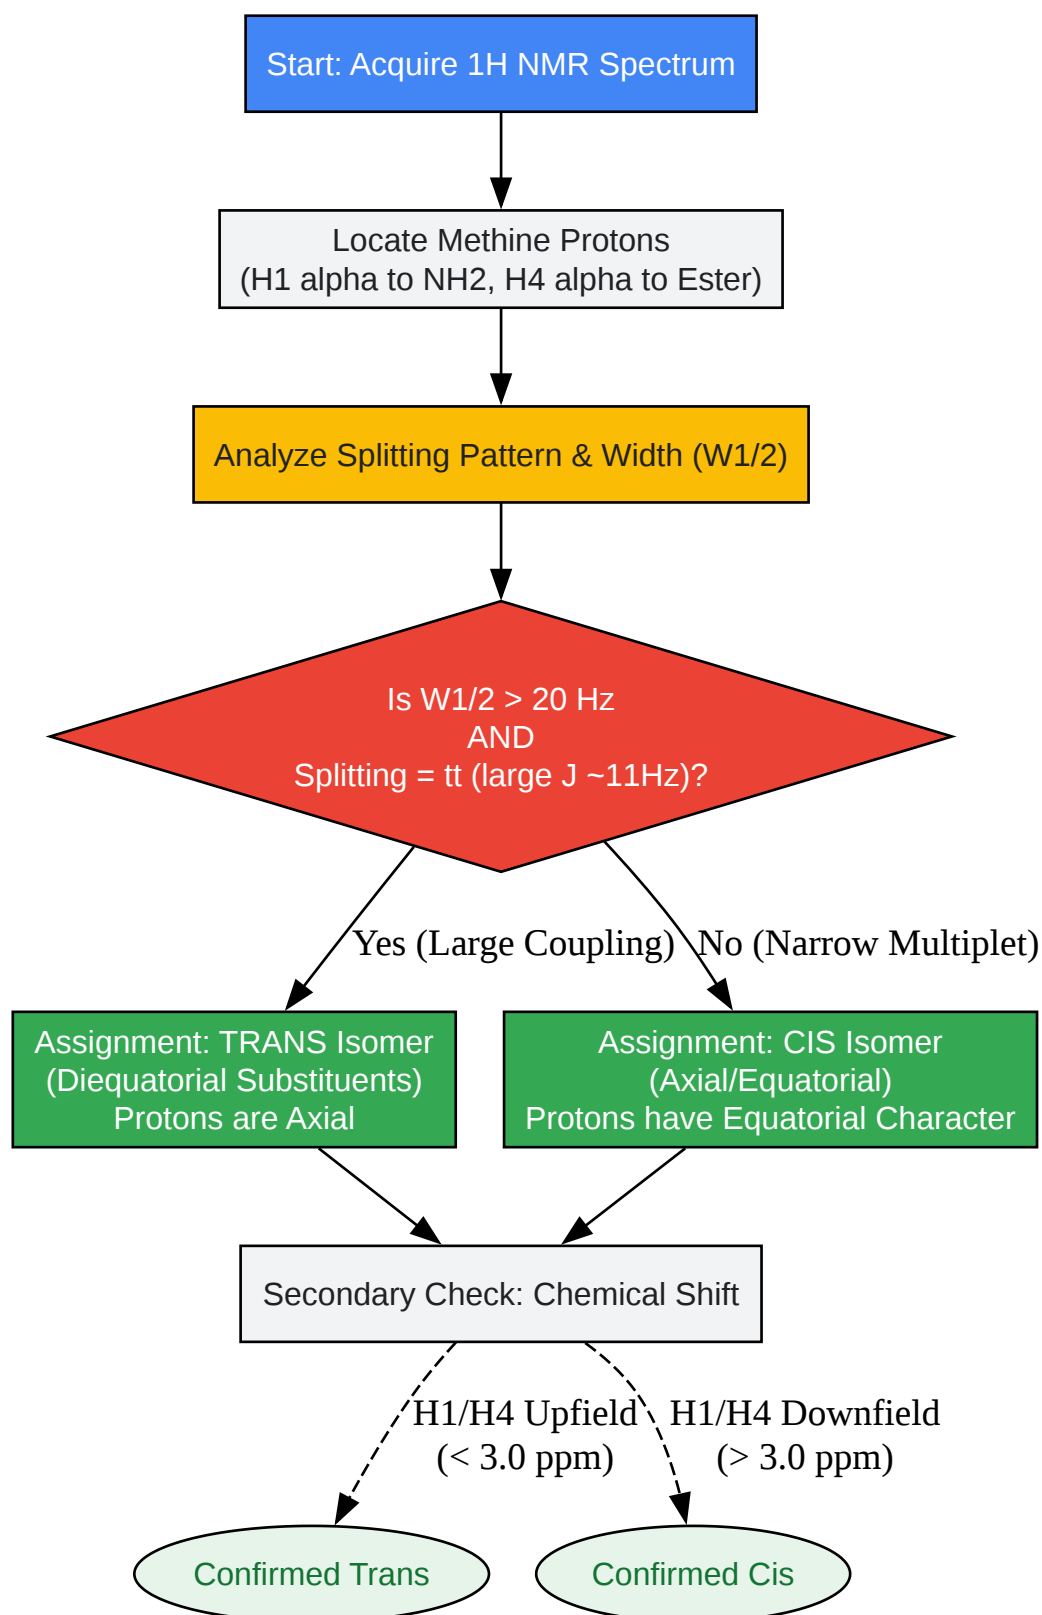 Start: Acquire 1H NMR Spectrum
Locate Methine Protons
(H1 alpha to NH2, H4 alpha to Ester)
Analyze Splitting Pattern & Width (W1/2)
Is W1/2 > 20 Hz
AND
Splitting = tt (large J ~11Hz)?
Yes (Large Coupling)
No (Narrow Multiplet)
Assignment: TRANS Isomer
(Diequatorial Substituents)
Protons are Axial
Assignment: CIS Isomer
(Axial/Equatorial)
Protons have Equatorial Character
Secondary Check: Chemical Shift
H1/H4 Upfield
(< 3.0 ppm)
H1/H4 Downfield
(> 3.0 ppm)
Confirmed Trans
Confirmed Cis